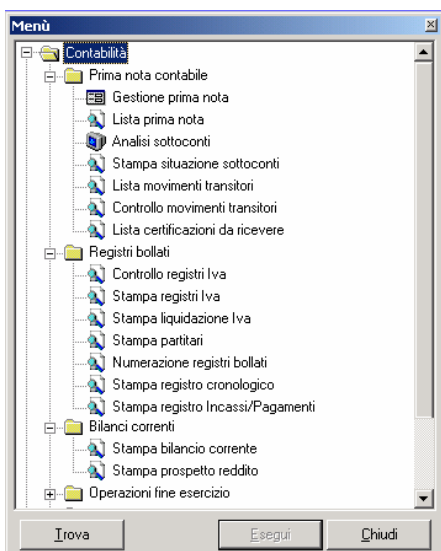 Menù
Contabilità
Prima nota contabile
Gestione prima nota
Lista prima nota
Analisi sottoconti
Stampa situazione sottoconti
Lista movimenti transitori
Controllo movimenti transitori
Lista certificazioni da ricevere
Registri bollati
Controllo registri Iva
Stampa registri Iva
Stampa liquidazione Iva
Stampa partitari
Numerazione registri bollati
Stampa registro cronologico
Stampa registro Incassi/Pagamenti
Bilanci correnti
Stampa bilancio corrente
Stampa prospetto reddito
Operazioni fine esercizio
Trova Esegui Chiudi